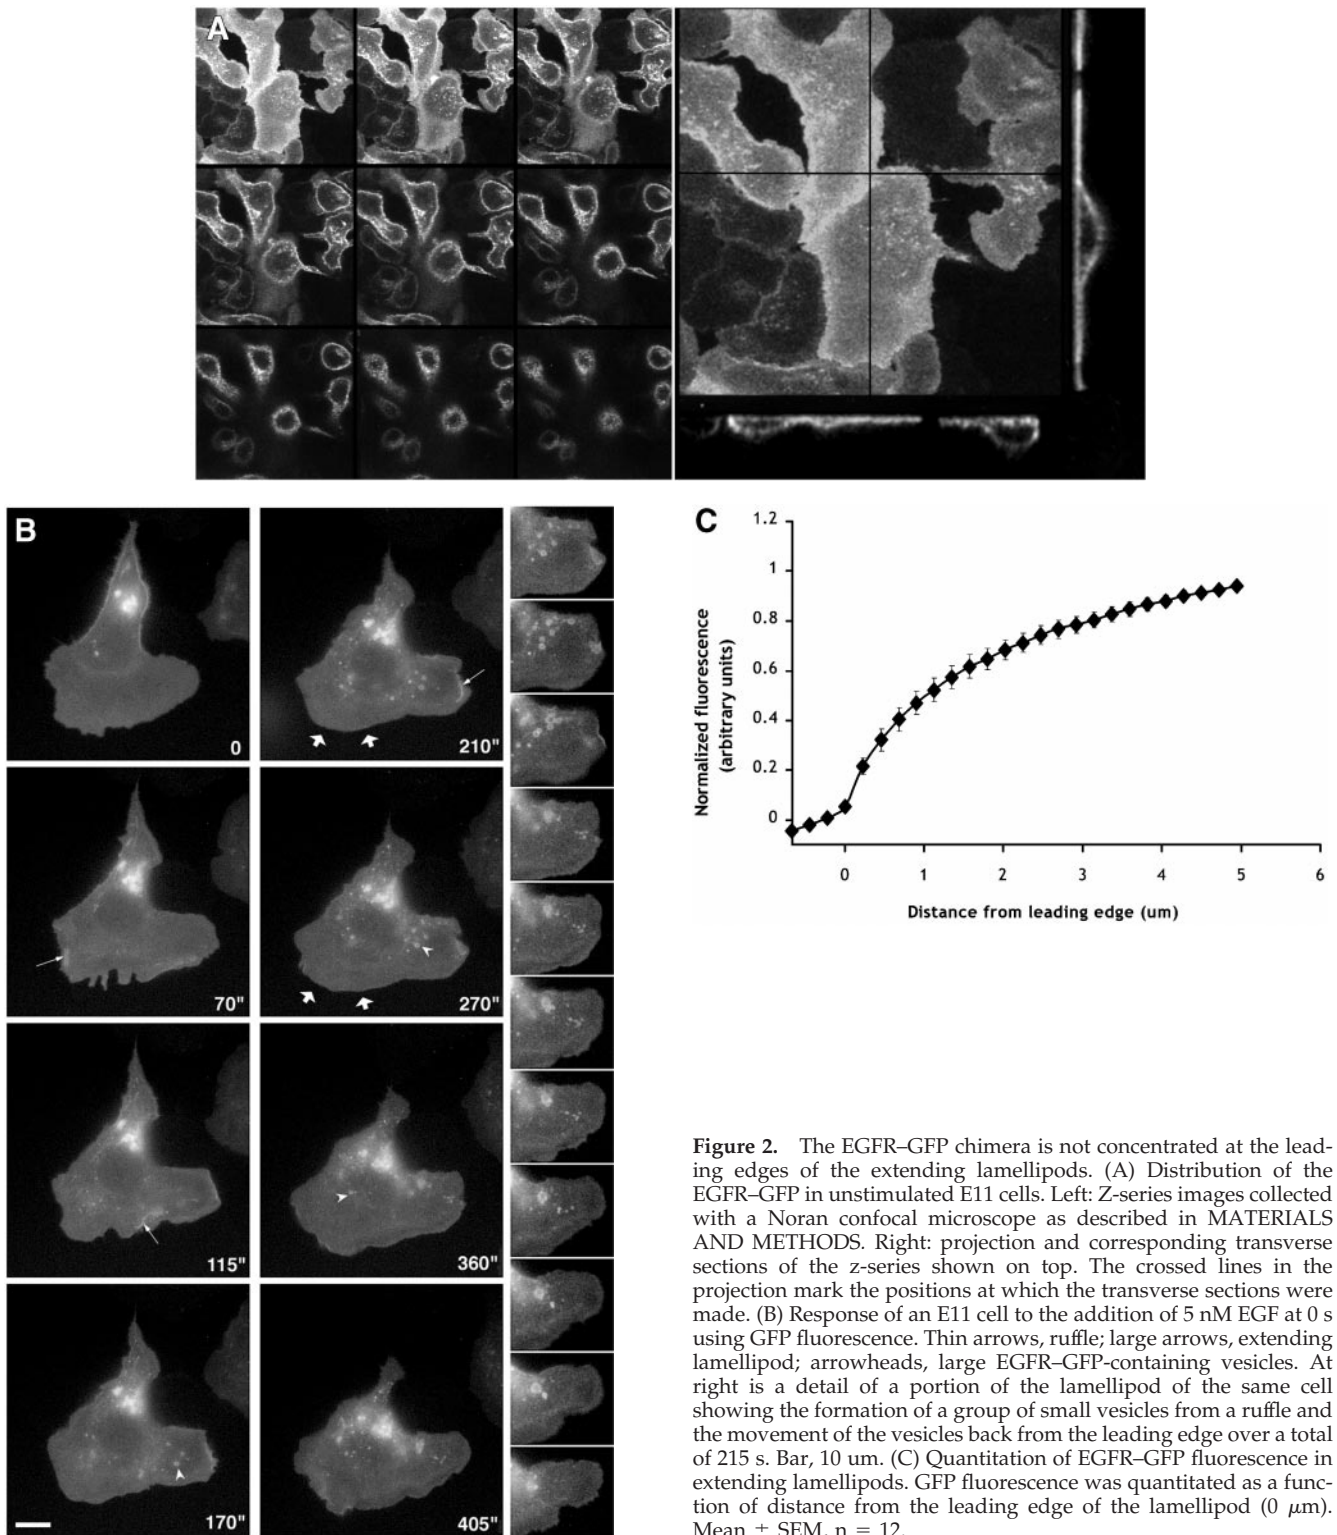 A
B
0
210"
70"
270"
115"
360"
170"
405"
C
Normalized fluorescence
(arbitrary units)
1.2
1
0.8
0.6
0.4
0.2
0
0 1 2 3 4 5 6
Distance from leading edge (um)
Figure 2. The EGFR–GFP chimera is not concentrated at the lead-
ing edges of the extending lamellipods. (A) Distribution of the
EGFR–GFP in unstimulated E11 cells. Left: Z-series images collected
with a Noran confocal microscope as described in MATERIALS
AND METHODS. Right: projection and corresponding transverse
sections of the z-series shown on top. The crossed lines in the
projection mark the positions at which the transverse sections were
made. (B) Response of an E11 cell to the addition of 5 nM EGF at 0 s
using GFP fluorescence. Thin arrows, ruffle; large arrows, extending
lamellipod; arrowheads, large EGFR–GFP-containing vesicles. At
right is a detail of a portion of the lamellipod of the same cell
showing the formation of a group of small vesicles from a ruffle and
the movement of the vesicles back from the leading edge over a total
of 215 s. Bar, 10 um. (C) Quantitation of EGFR–GFP fluorescence in
extending lamellipods. GFP fluorescence was quantitated as a func-
tion of distance from the leading edge of the lamellipod (0 μm).
Mean ± SEM, n = 12.